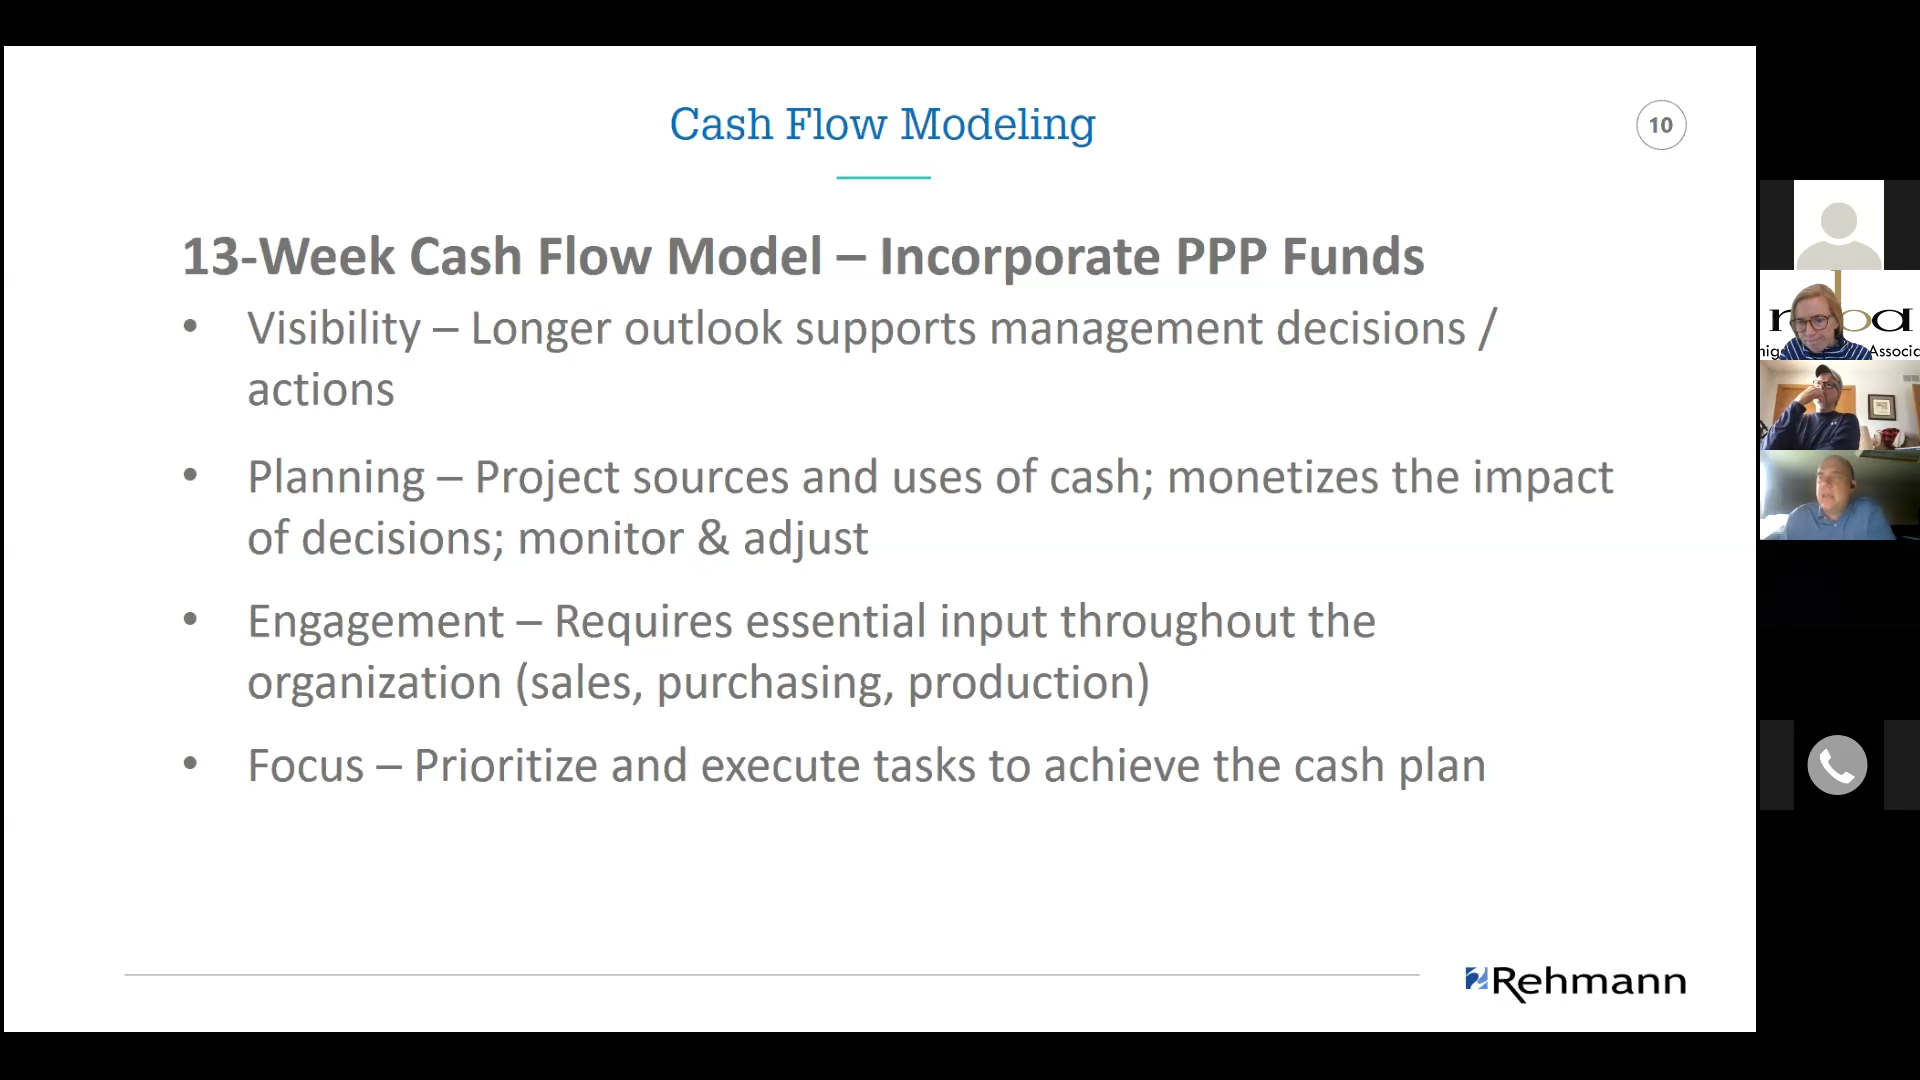 Cash Flow Modeling
10
13-Week Cash Flow Model – Incorporate PPP Funds
• Visibility – Longer outlook supports management decisions /
actions
• Planning – Project sources and uses of cash; monetizes the impact
of decisions; monitor & adjust
• Engagement – Requires essential input throughout the
organization (sales, purchasing, production)
• Focus – Prioritize and execute tasks to achieve the cash plan
Rehmann
Associc